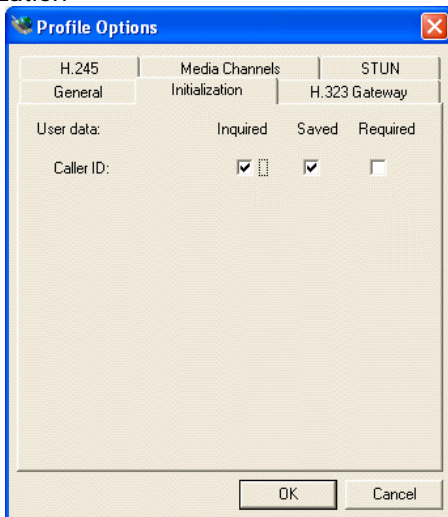 zation
Profile Options
H.245 Media Channels STUN
General Initialization H.323 Gateway
User data: Inquired Saved Required
Caller ID:
OK Cancel